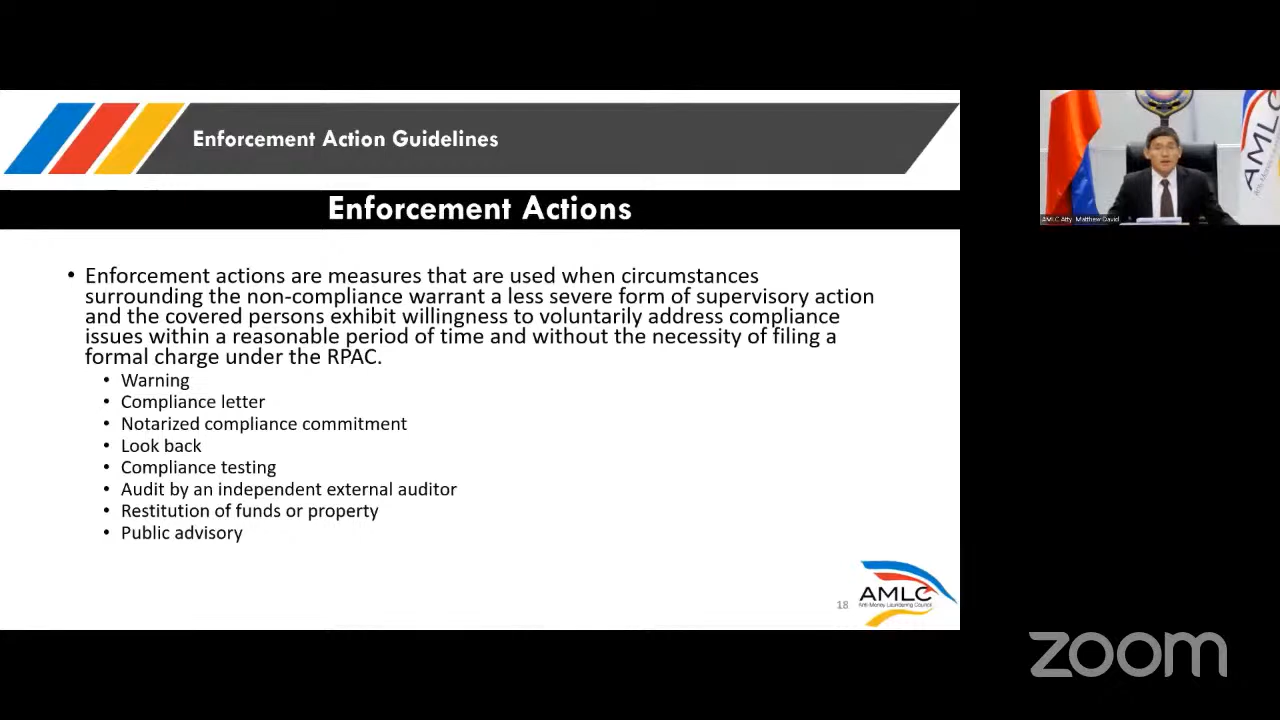 Enforcement Action Guidelines
Enforcement Actions
• Enforcement actions are measures that are used when circumstances
surrounding the non-compliance warrant a less severe form of supervisory action
and the covered persons exhibit willingness to voluntarily address compliance
issues within a reasonable period of time and without the necessity of filing a
formal charge under the RPAC.
• Warning
• Compliance letter
• Notarized compliance commitment
• Look back
• Compliance testing
• Audit by an independent external auditor
• Restitution of funds or property
• Public advisory
18
AMLC
Anti-Money Laundering Council
AMLC
AMLC Atty. Matthew David
zoom